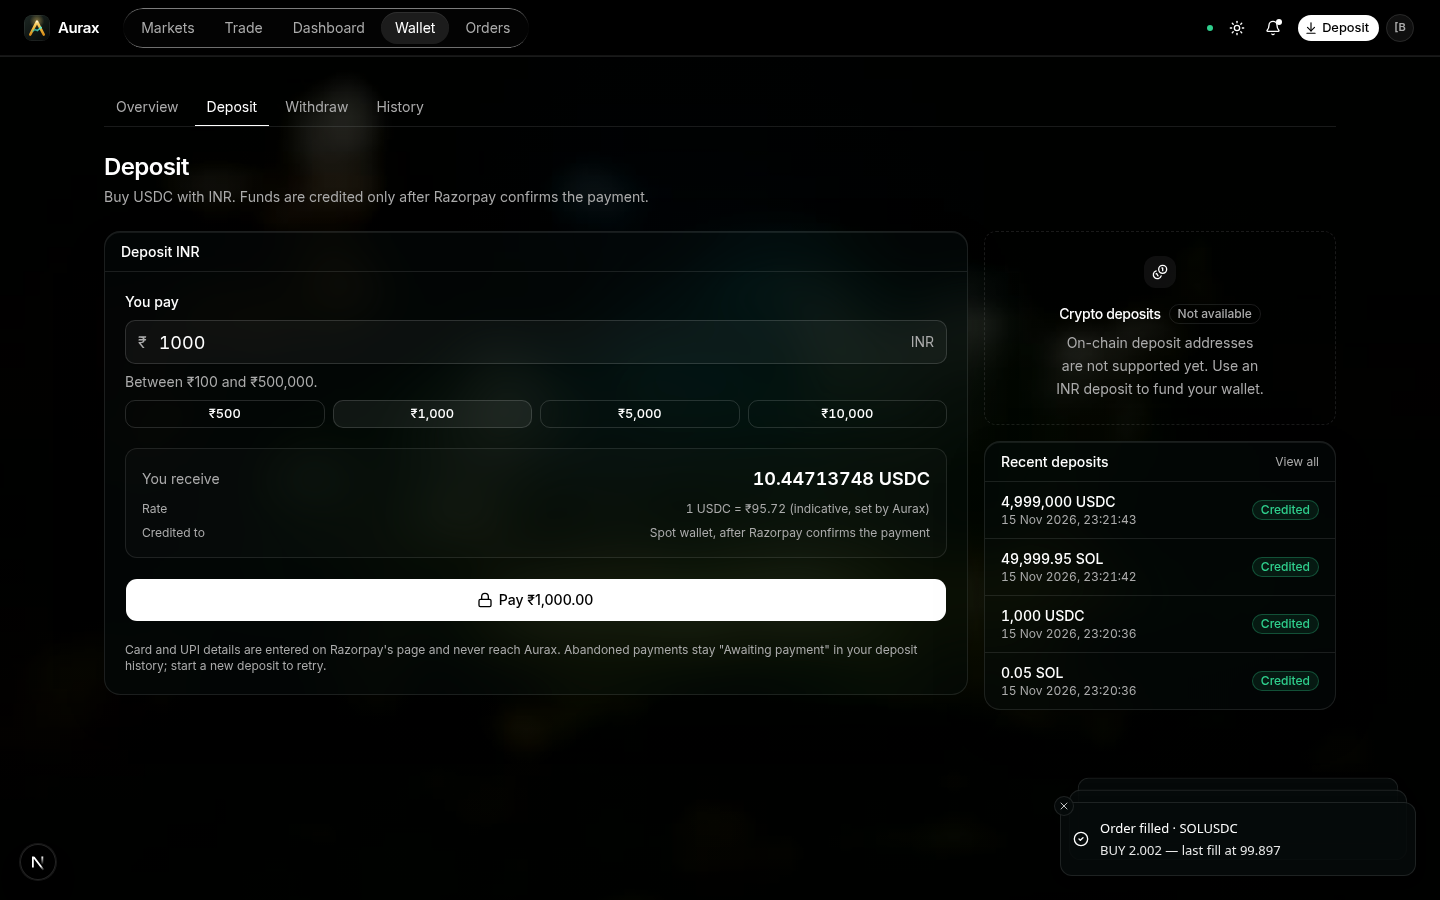 Aurax
Markets
Trade
Dashboard
Wallet
Orders
Deposit
[B
Overview
Deposit
Withdraw
History
Deposit
Buy USDC with INR. Funds are credited only after Razorpay confirms the payment.
Deposit INR
You pay
₹ 1000 INR
Between ₹100 and ₹500,000.
₹500
₹1,000
₹5,000
₹10,000
You receive 10.44713748 USDC
Rate 1 USDC = ₹95.72 (indicative, set by Aurax)
Credited to Spot wallet, after Razorpay confirms the payment
Pay ₹1,000.00
Card and UPI details are entered on Razorpay's page and never reach Aurax. Abandoned payments stay "Awaiting payment" in your deposit
history; start a new deposit to retry.
Crypto deposits Not available
On-chain deposit addresses
are not supported yet. Use an
INR deposit to fund your wallet.
Recent deposits View all
4,999,000 USDC
15 Nov 2026, 23:21:43
Credited
49,999.95 SOL
15 Nov 2026, 23:21:42
Credited
1,000 USDC
15 Nov 2026, 23:20:36
Credited
0.05 SOL
15 Nov 2026, 23:20:36
Credited
Order filled · SOLUSDC
BUY 2.002 — last fill at 99.897
N